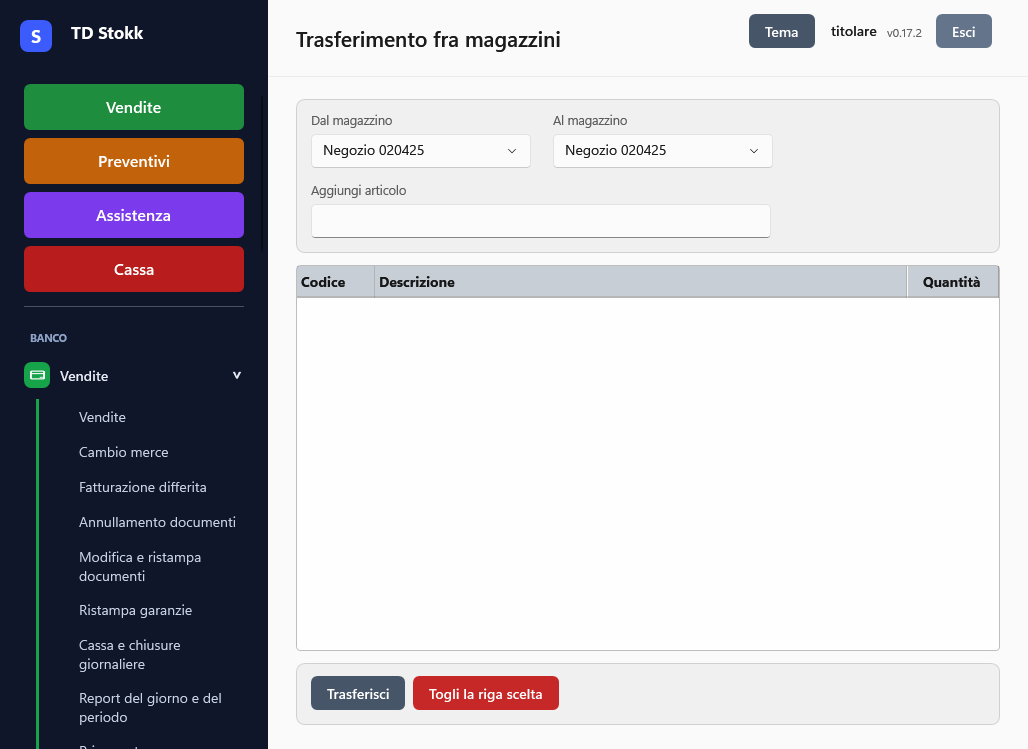 S
TD Stokk
Vendite
Preventivi
Assistenza
Cassa
BANCO
Vendite
Vendite
Cambio merce
Fatturazione differita
Annullamento documenti
Modifica e ristampa
documenti
Ristampa garanzie
Cassa e chiusure
giornaliere
Report del giorno e del
periodo
Trasferimento fra magazzini
Tema
titolare
v0.17.2
Esci
Dal magazzino
Al magazzino
Negozio 020425
Negozio 020425
Aggiungi articolo
Codice
Descrizione
Quantità
Trasferisci
Togli la riga scelta